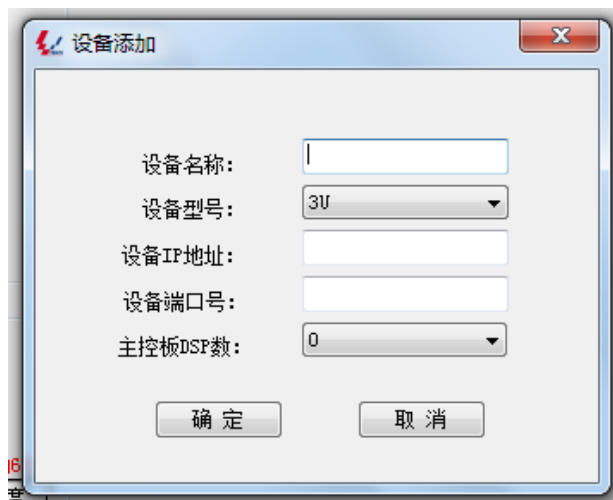 设备添加
设备名称：
设备型号： 3U
设备IP地址：
设备端口号：
主控板DSP数： 0
确定 取消